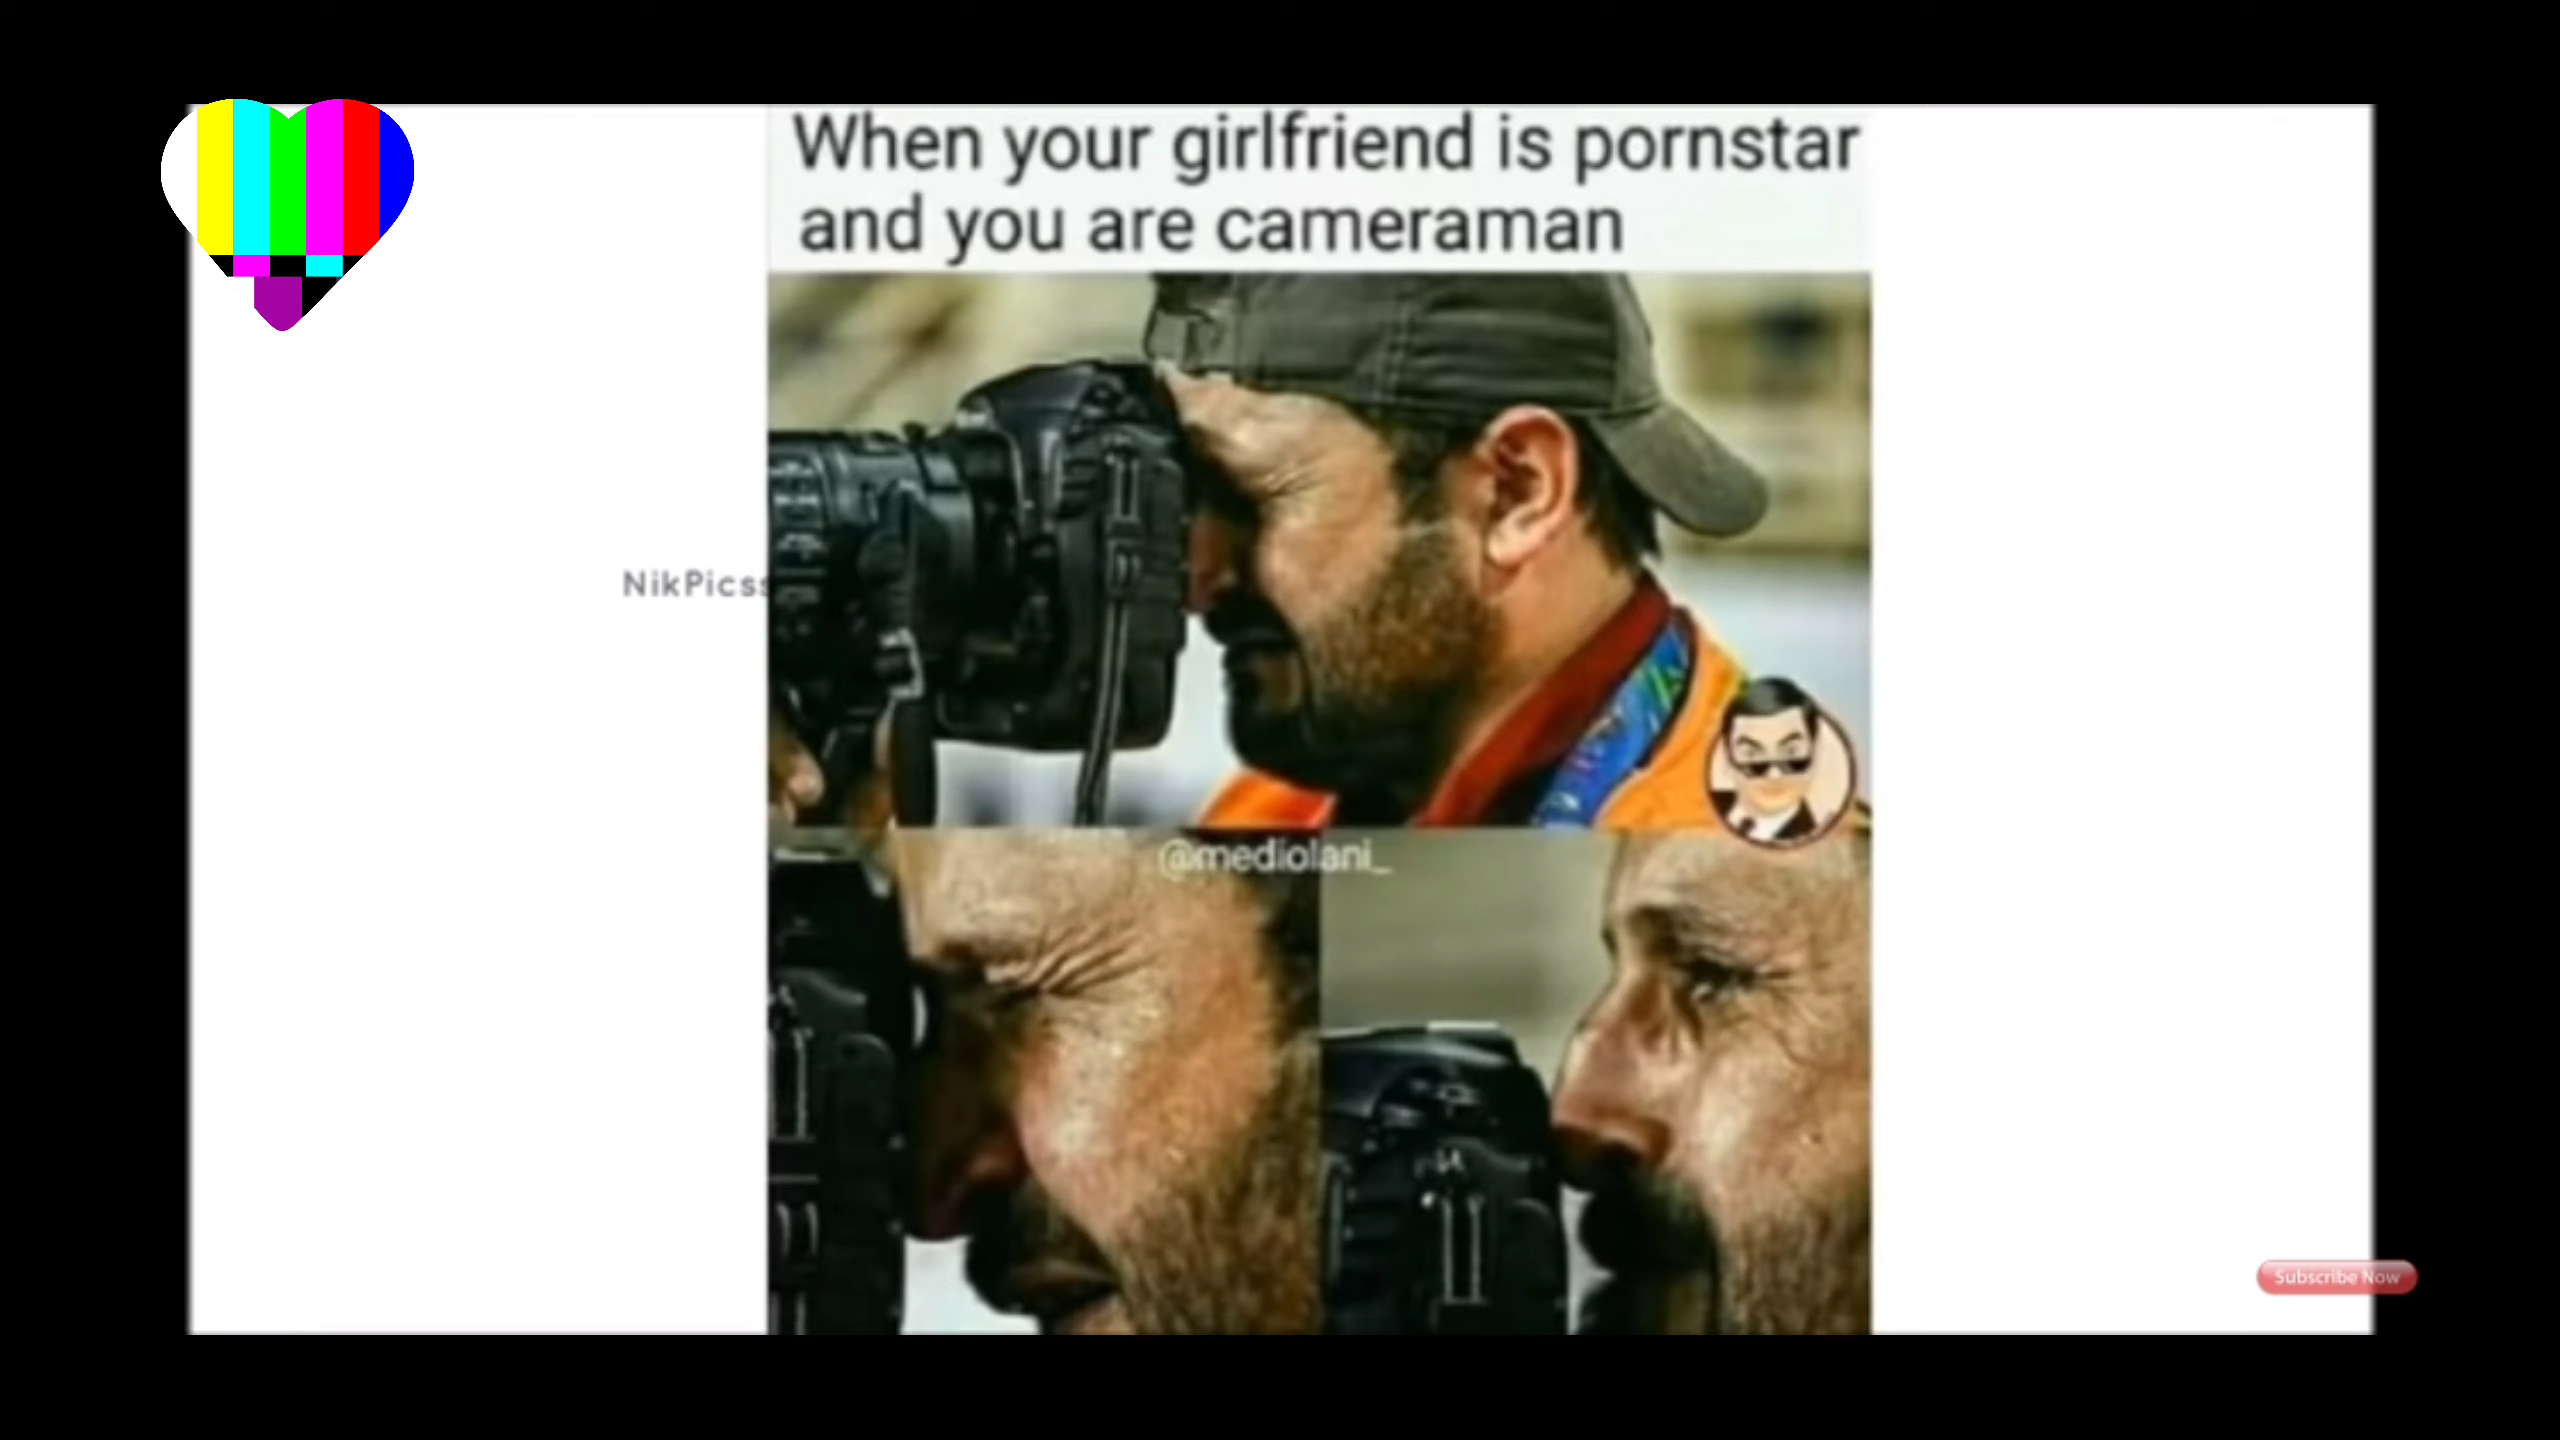 When your girlfriend is pornstar
and you are cameraman
NikPicss
@mediolani_
Subscribe Now